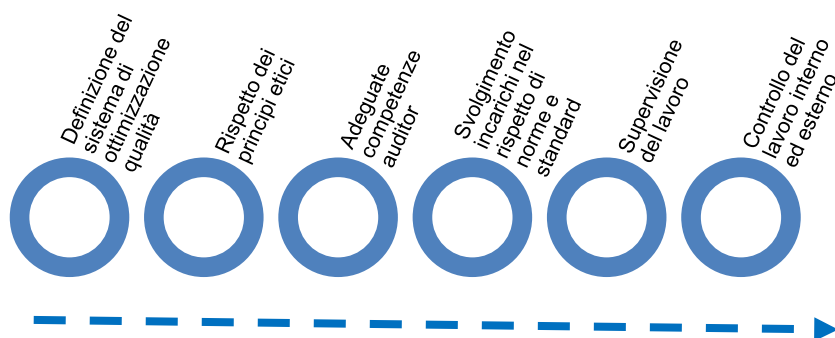 Definizione del
sistema di
ottimizzazione
qualità
Rispetto dei
principi etici
Adeguate
competenze
auditor
Svolgimento
incarichi nel
rispetto di
norme e
standard
Supervisione
del lavoro
Controllo del
lavoro interno
ed esterno